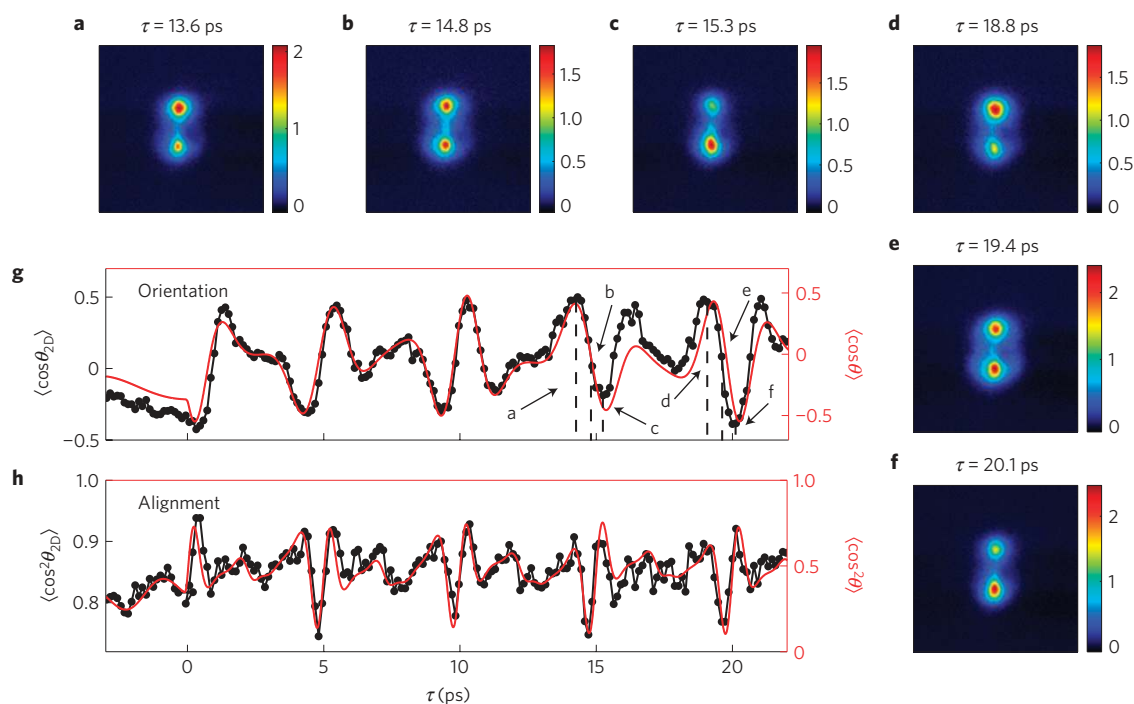 a τ = 13.6 ps
2
1
0
b τ = 14.8 ps
1.5
1.0
0.5
0
c τ = 15.3 ps
1.5
1.0
0.5
0
d τ = 18.8 ps
1.5
1.0
0.5
0
g
Orientation
⟨cosθ2D⟩
0.5
0
−0.5
a
b
c
d
e
f
0.5
0
−0.5
⟨cosθ⟩
e τ = 19.4 ps
2
1
0
h
Alignment
⟨cos²θ2D⟩
1.0
0.9
0.8
1.0
0.5
0
⟨cos²θ⟩
0 5 10 15 20
τ (ps)
f τ = 20.1 ps
2
1
0